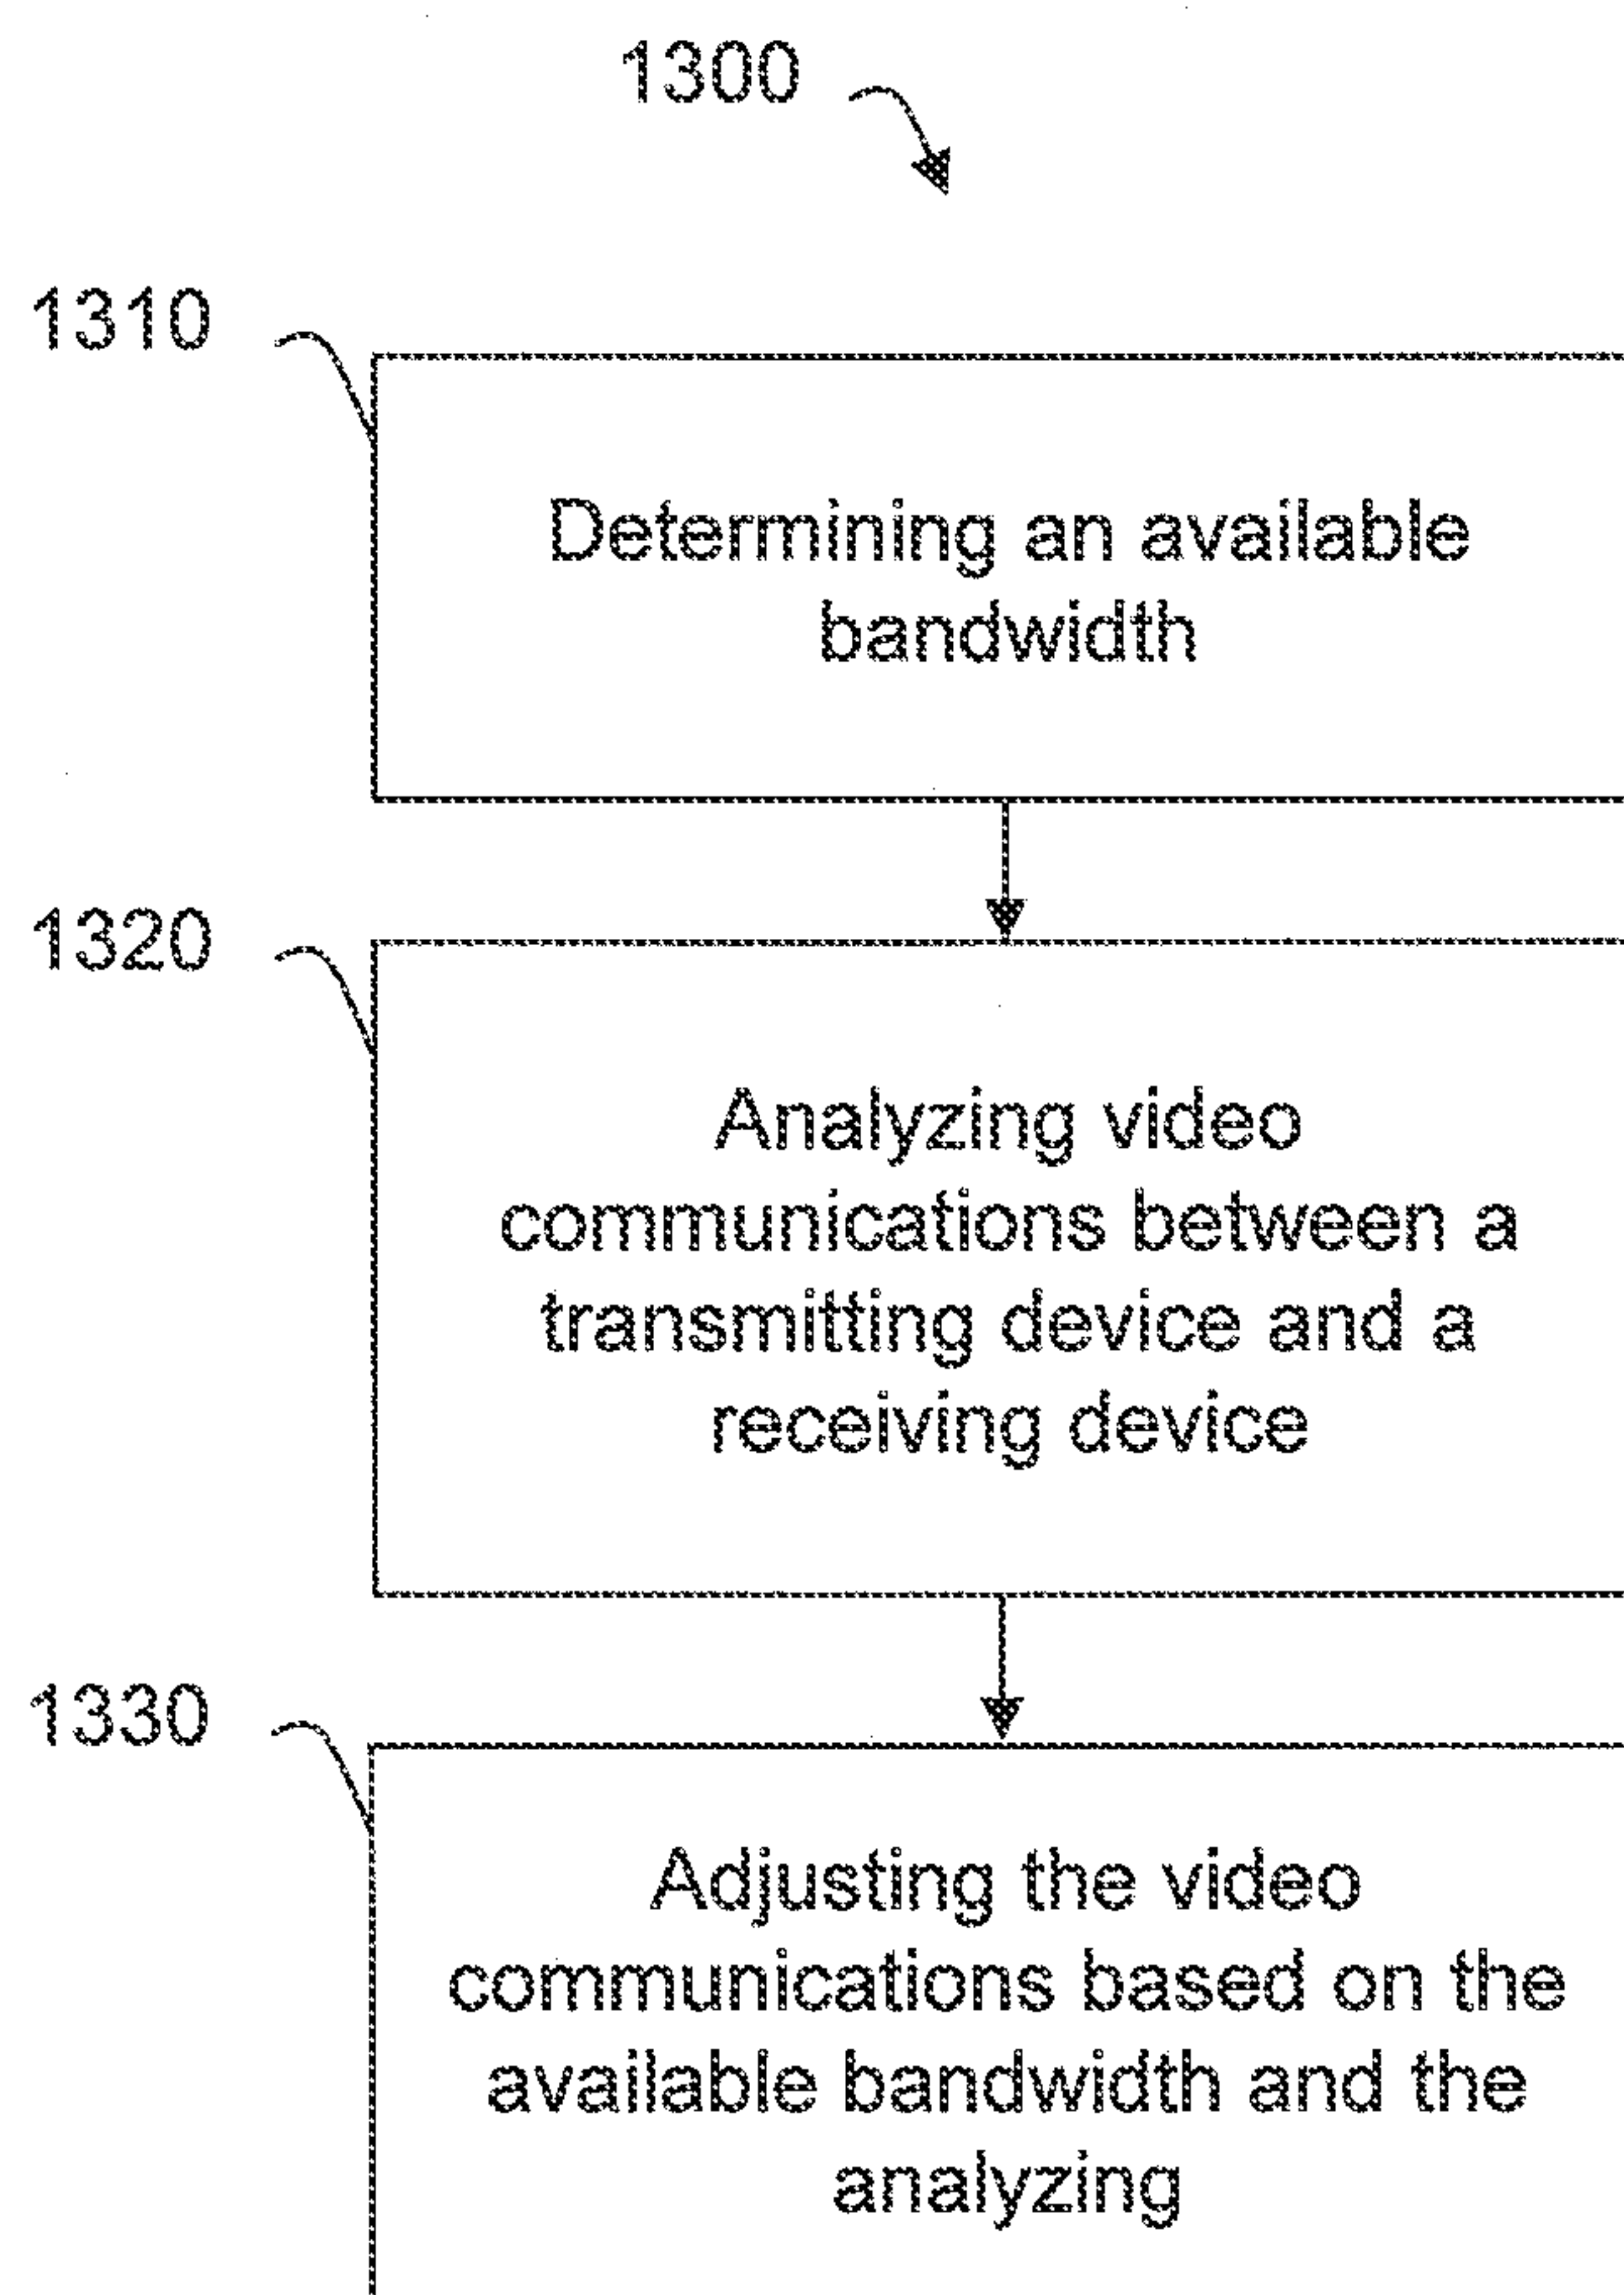 1300
1310
Determining an available
bandwidth
1320
Analyzing video
communications between a
transmitting device and a
receiving device
1330
Adjusting the video
communications based on the
available bandwidth and the
analyzing